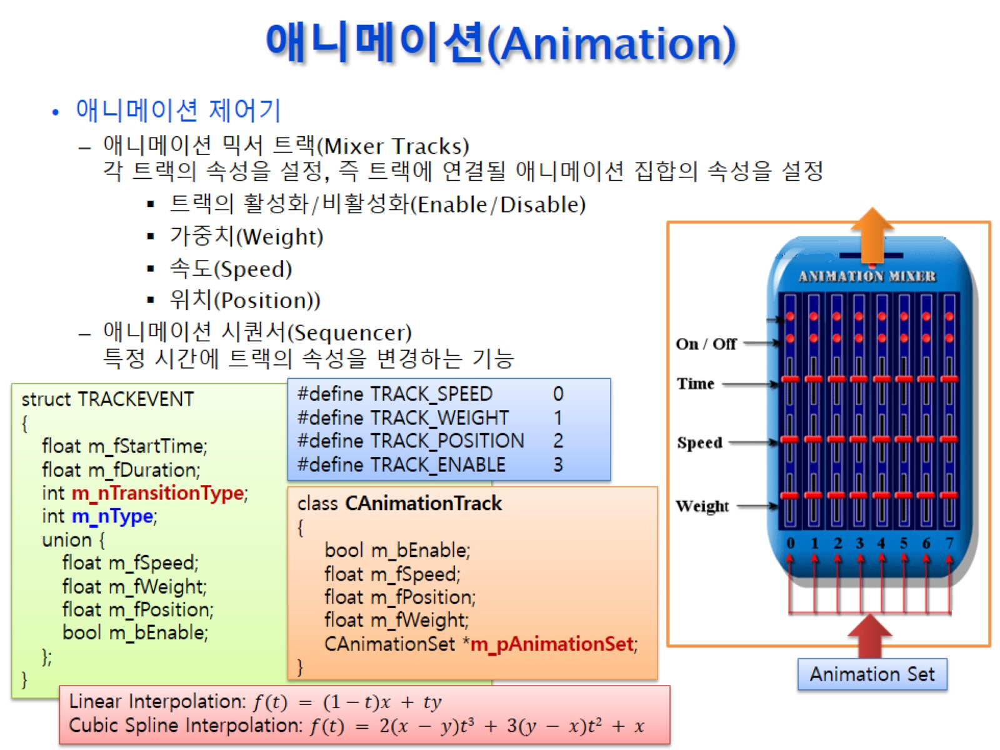 애니메이션(Animation)
• 애니메이션 제어기
– 애니메이션 믹서 트랙(Mixer Tracks)
각 트랙의 속성을 설정, 즉 트랙에 연결될 애니메이션 집합의 속성을 설정
▪ 트랙의 활성화/비활성화(Enable/Disable)
▪ 가중치(Weight)
▪ 속도(Speed)
▪ 위치(Position))
– 애니메이션 시퀀서(Sequencer)
특정 시간에 트랙의 속성을 변경하는 기능
struct TRACKEVENT
{
float m_fStartTime;
float m_fDuration;
int m_nTransitionType;
int m_nType;
union {
float m_fSpeed;
float m_fWeight;
float m_fPosition;
bool m_bEnable;
};
}
#define TRACK_SPEED 0
#define TRACK_WEIGHT 1
#define TRACK_POSITION 2
#define TRACK_ENABLE 3
class CAnimationTrack
{
bool m_bEnable;
float m_fSpeed;
float m_fPosition;
float m_fWeight;
CAnimationSet *m_pAnimationSet;
}
Linear Interpolation: f(t) = (1 − t)x + ty
Cubic Spline Interpolation: f(t) = 2(x − y)t³ + 3(y − x)t² + x
ANIMATION MIXER
On / Off
Time
Speed
Weight
0 1 2 3 4 5 6 7
Animation Set